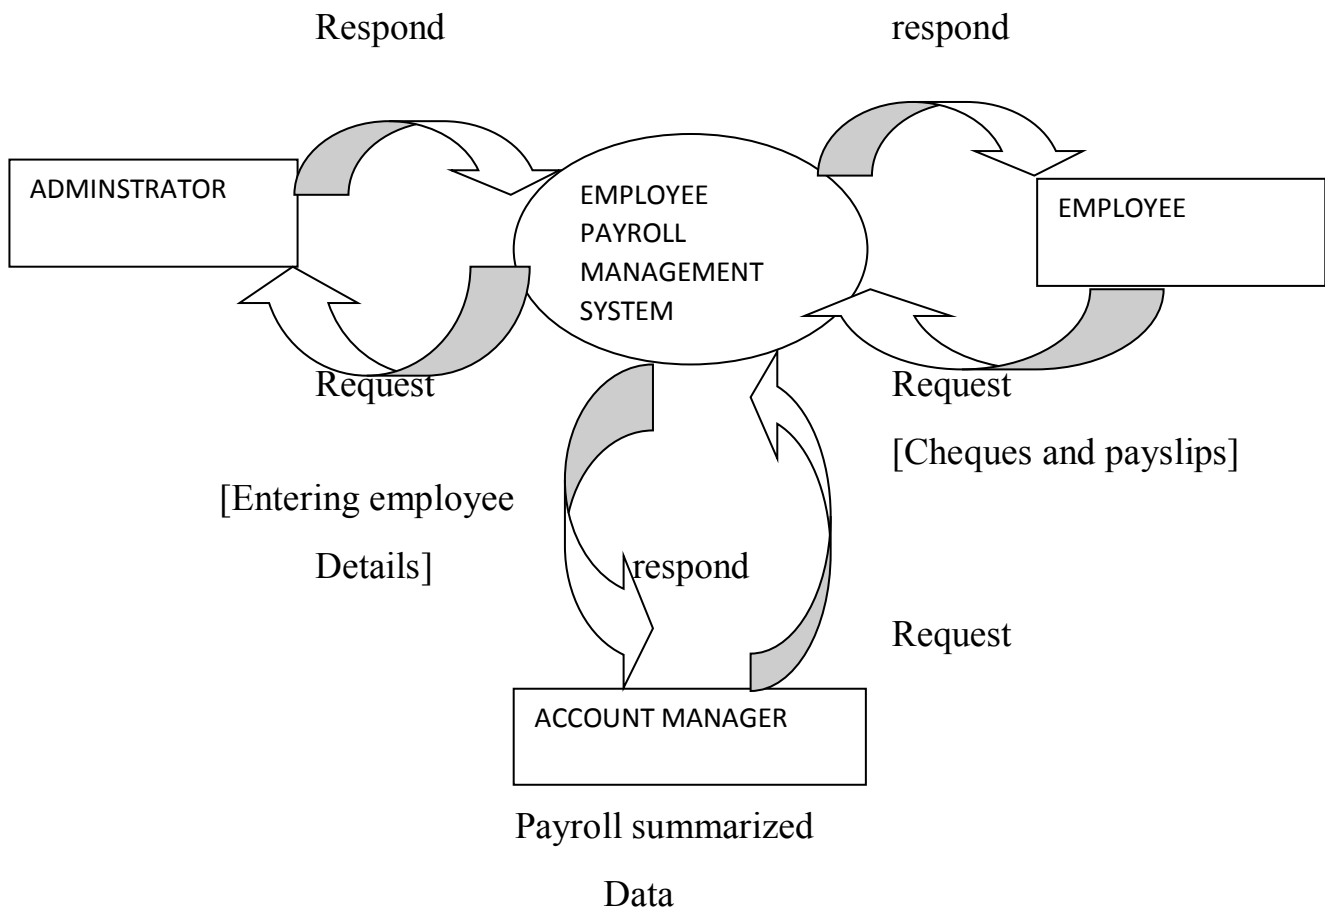 Respond
respond
ADMINSTRATOR
EMPLOYEE
PAYROLL
MANAGEMENT
SYSTEM
EMPLOYEE
Request
Request
[Cheques and payslips]
[Entering employee
Details]
respond
Request
ACCOUNT MANAGER
Payroll summarized
Data